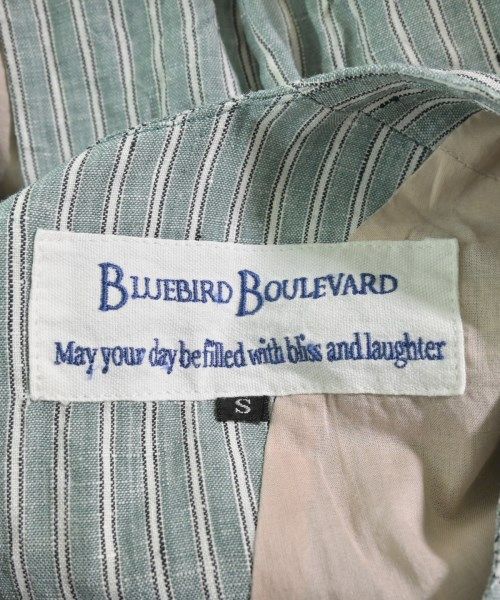 BLUEBIRD BOULEVARD
May your day be filled with bliss and laughter
S